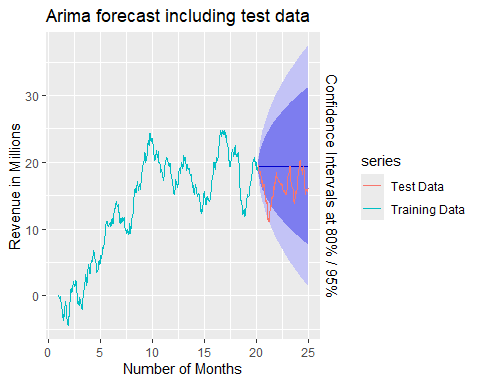 Arima forecast including test data
Revenue in Millions
30
20
10
0
0
5
10
15
20
25
Number of Months
Confidence Intervals at 80% / 95%
series
Test Data
Training Data